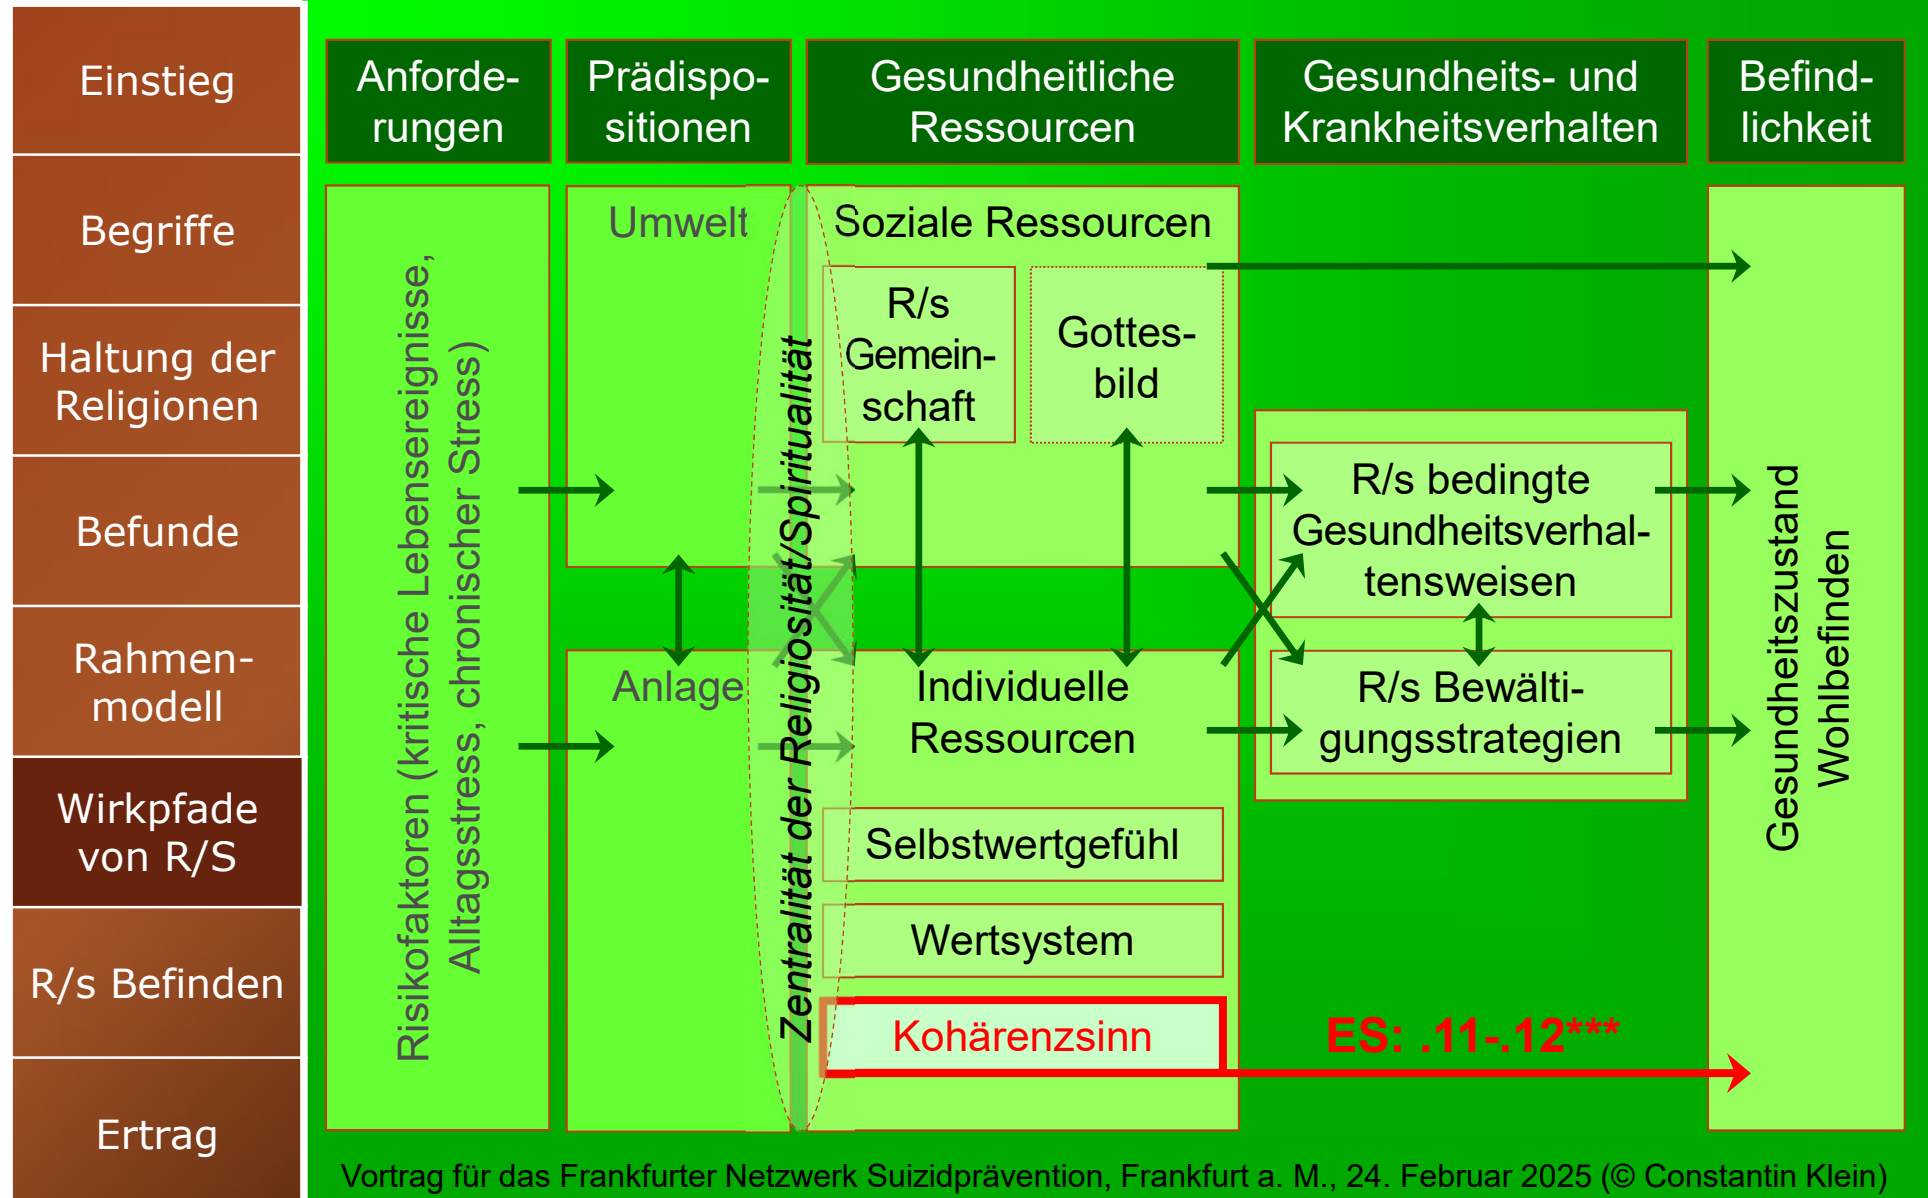 Einstieg
Begriffe
Haltung der
Religionen
Befunde
Rahmen-
modell
Wirkpfade
von R/S
R/s Befinden
Ertrag
Anforde-
rungen
Prädispo-
sitionen
Gesundheitliche
Ressourcen
Gesundheits- und
Krankheitsverhalten
Befind-
lichkeit
Risikofaktoren (kritische Lebensereignisse,
Alltagsstress, chronischer Stress)
Umwelt
Anlage
Zentralität der Religiosität/Spiritualität
Soziale Ressourcen
R/s
Gemein-
schaft
Gottes-
bild
Individuelle
Ressourcen
Selbstwertgefühl
Wertsystem
Kohärenzsinn
R/s bedingte
Gesundheitsverhal-
tensweisen
R/s Bewälti-
gungsstrategien
ES: .11-.12***
Gesundheitszustand
Wohlbefinden
Vortrag für das Frankfurter Netzwerk Suizidprävention, Frankfurt a. M., 24. Februar 2025 (© Constantin Klein)